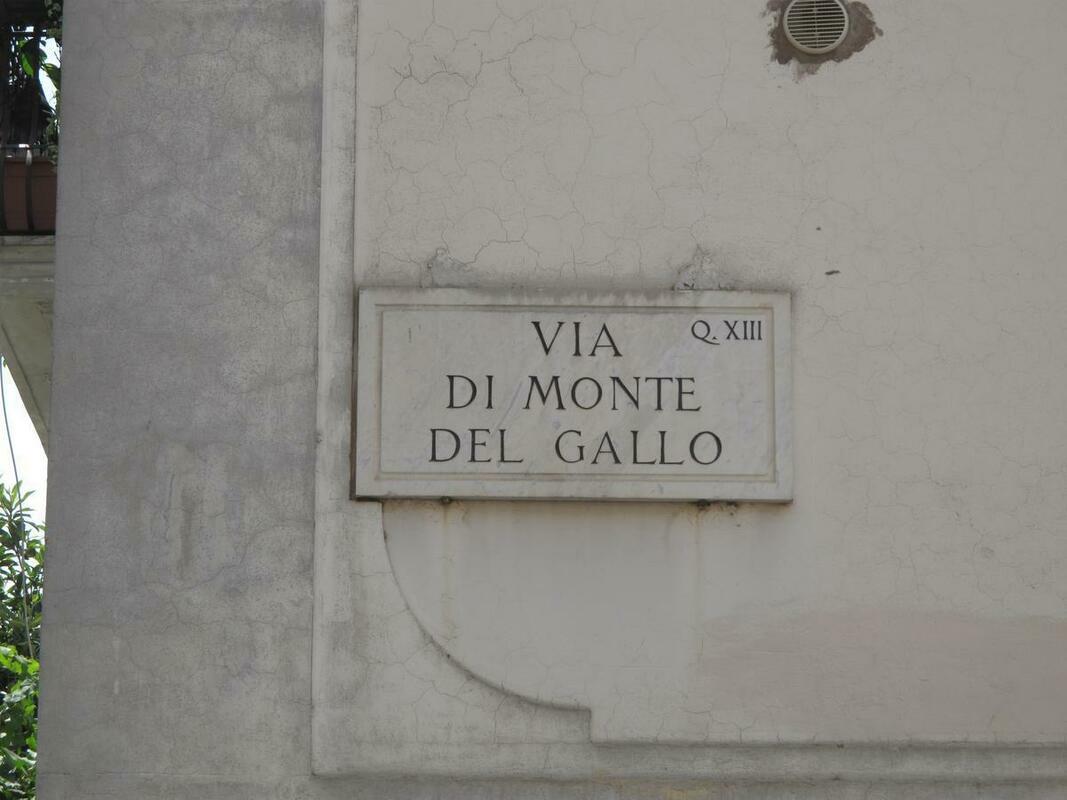 VIA Q. XIII
DI MONTE
DEL GALLO